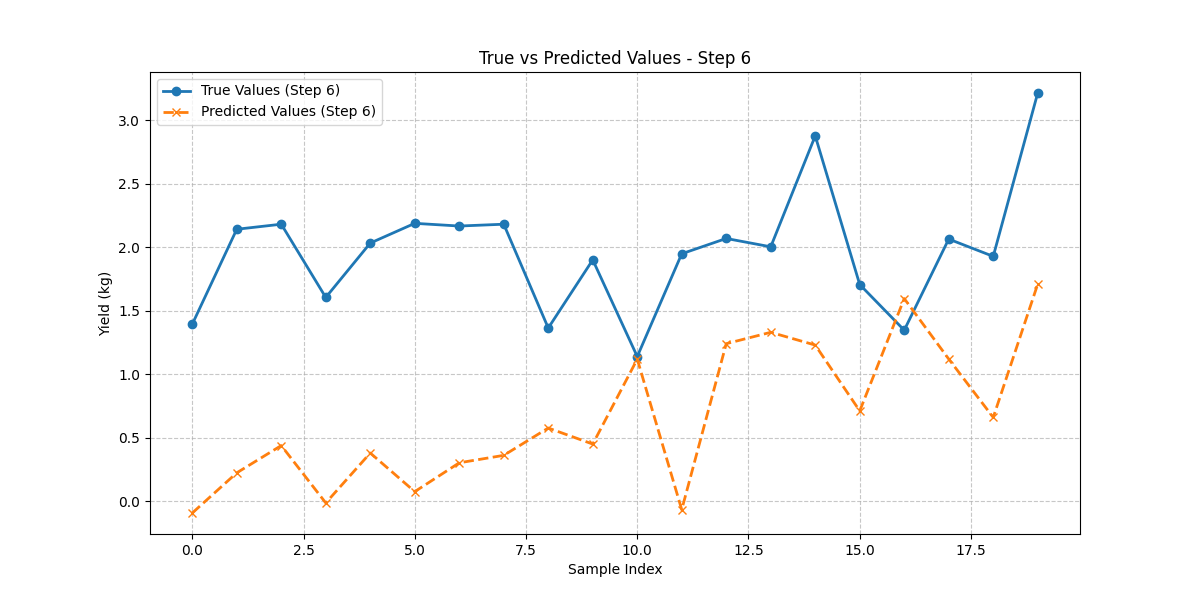 True vs Predicted Values - Step 6
True Values (Step 6)
Predicted Values (Step 6)
Yield (kg)
3.0
2.5
2.0
1.5
1.0
0.5
0.0
0.0 2.5 5.0 7.5 10.0 12.5 15.0 17.5
Sample Index